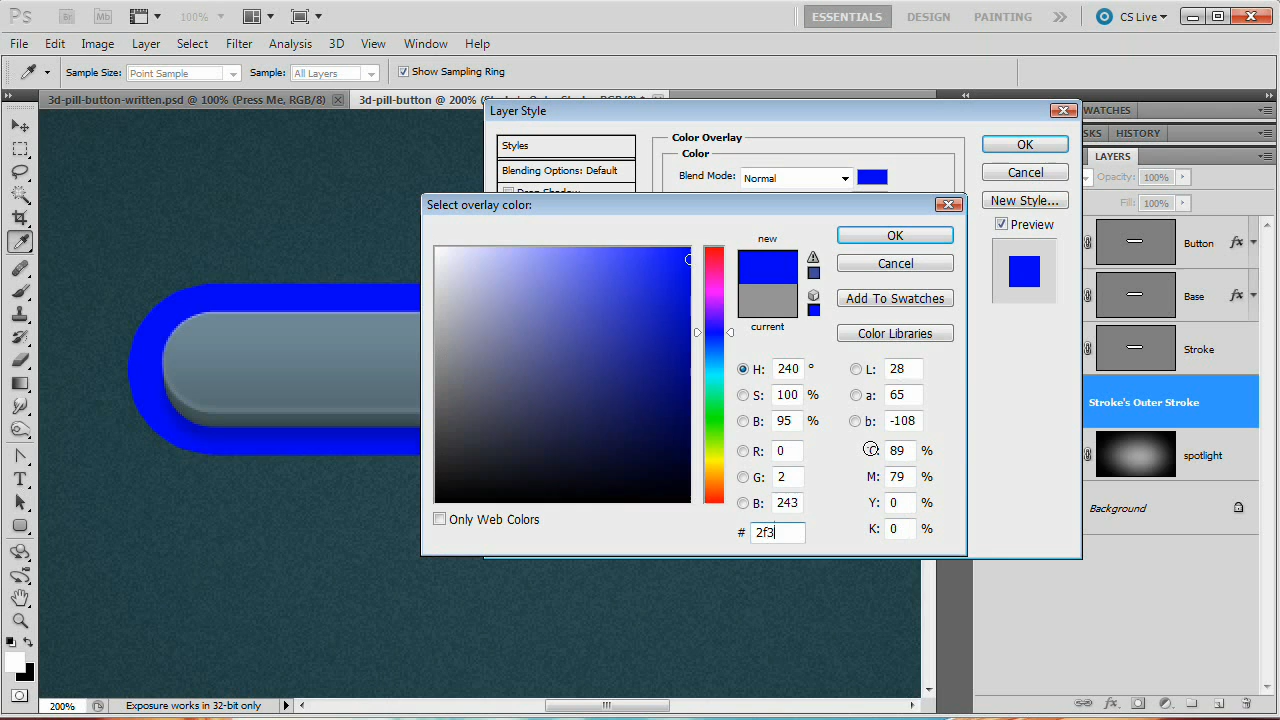 Ps Br Mb 100% ESSENTIALS DESIGN PAINTING CS Live
File Edit Image Layer Select Filter Analysis 3D View Window Help
Sample Size: Point Sample Sample: All Layers Show Sampling Ring
3d-pill-button-written.psd @ 100% (Press Me, RGB/8) 3d-pill-button @ 200%
Layer Style
WATCHES
Styles
Color Overlay
Color
Blending Options: Default
Blend Mode: Normal
OK
Cancel
New Style...
Preview
HISTORY
LAYERS
Opacity: 100%
Fill: 100%
Select overlay color:
new
current
OK
Cancel
Add To Swatches
Color Libraries
H: 240 ° L: 28
S: 100 % a: 65
B: 95 % b: -108
R: 0 C: 89 %
G: 2 M: 79 %
B: 243 Y: 0 %
# 2f3 K: 0 %
Only Web Colors
Button fx
Base fx
Stroke
Stroke's Outer Stroke
spotlight
Background
T
200% Exposure works in 32-bit only
fx